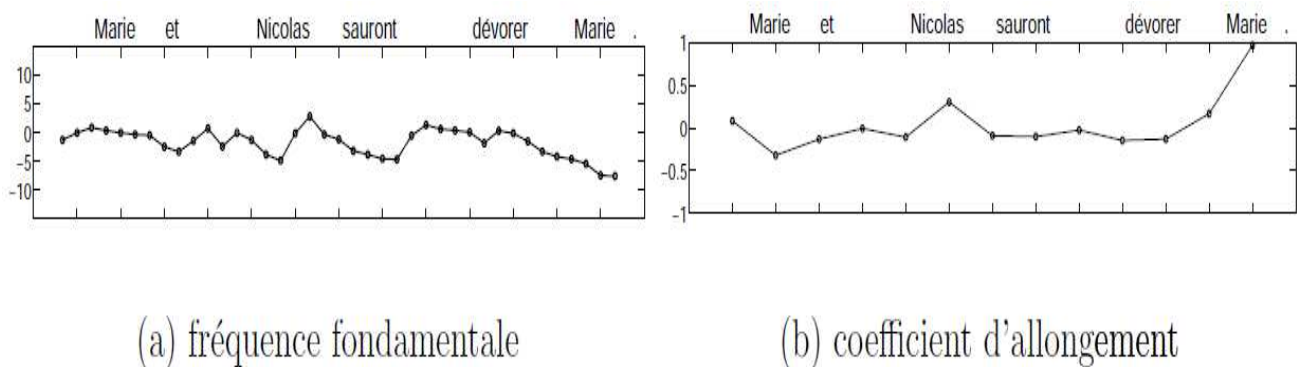 Marie et Nicolas sauront dévorer Marie .
10
5
0
−5
−10
(a) fréquence fondamentale
Marie et Nicolas sauront dévorer Marie .
1
0.5
0
−0.5
−1
(b) coefficient d'allongement